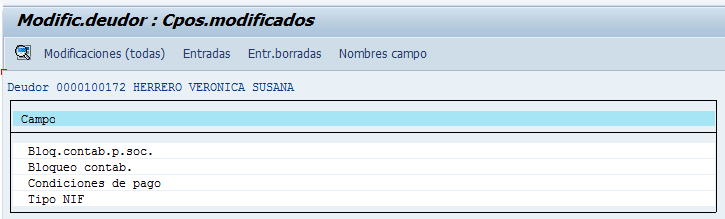 Modific.deudor : Cpos.modificados
Modificaciones (todas) Entradas Entr.borradas Nombres campo
Deudor 0000100172 HERRERO VERONICA SUSANA
Campo
Bloq.contab.p.soc.
Bloqueo contab.
Condiciones de pago
Tipo NIF